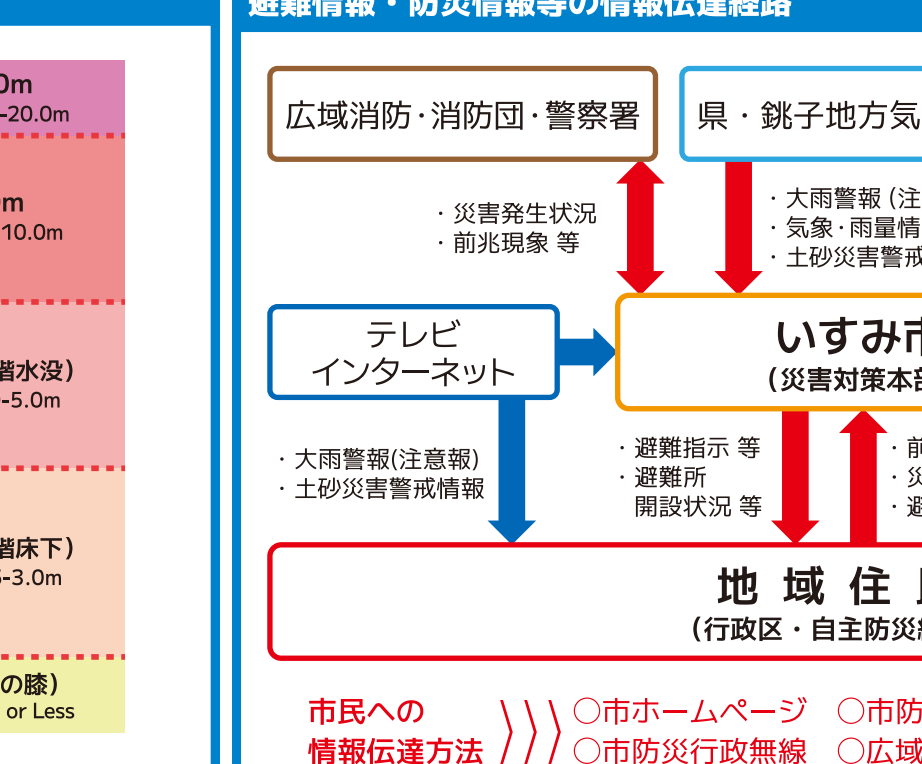 避難情報・防災情報等の情報伝達経路
0m
-20.0m
m
10.0m
階水没）
-5.0m
階床下）
-3.0m
の膝）
or Less
広域消防・消防団・警察署
県・銚子地方気
・災害発生状況
・前兆現象 等
・大雨警報（注
・気象・雨量情
・土砂災害警戒
テレビ
インターネット
いすみ市
（災害対策本部
・大雨警報(注意報)
・土砂災害警戒情報
・避難指示 等
・避難所
開設状況 等
・前
・災
・避
地域住民
（行政区・自主防災組
市民への
情報伝達方法
○市ホームページ
○市防
○市防災行政無線
○広域